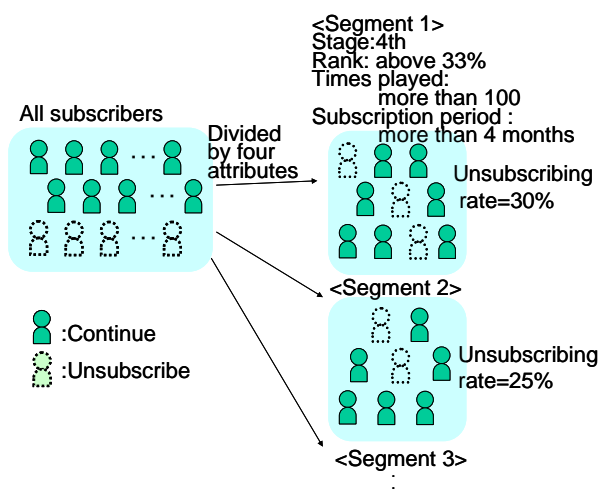 <Segment 1>
Stage:4th
Rank: above 33%
Times played:
more than 100
Subscription period :
more than 4 months
All subscribers
Divided
by four
attributes
...
...
...
Unsubscribing
rate=30%
<Segment 2>
:Continue
:Unsubscribe
Unsubscribing
rate=25%
<Segment 3>
: